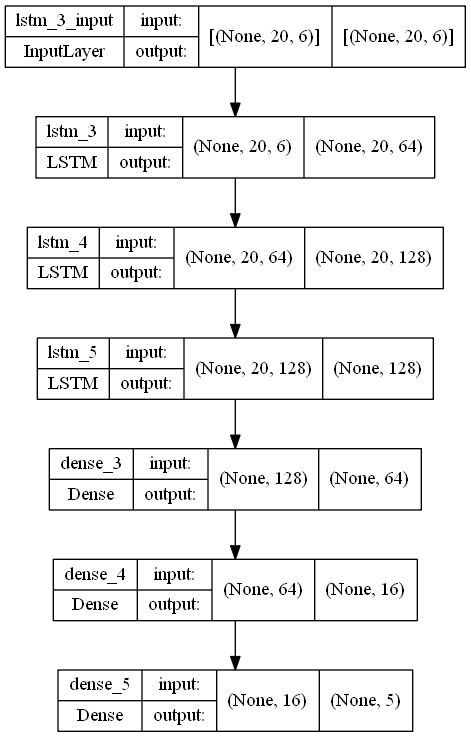 lstm_3_input input: [(None, 20, 6)] [(None, 20, 6)]
InputLayer output:
lstm_3 input: (None, 20, 6) (None, 20, 64)
LSTM output:
lstm_4 input: (None, 20, 64) (None, 20, 128)
LSTM output:
lstm_5 input: (None, 20, 128) (None, 128)
LSTM output:
dense_3 input: (None, 128) (None, 64)
Dense output:
dense_4 input: (None, 64) (None, 16)
Dense output:
dense_5 input: (None, 16) (None, 5)
Dense output: